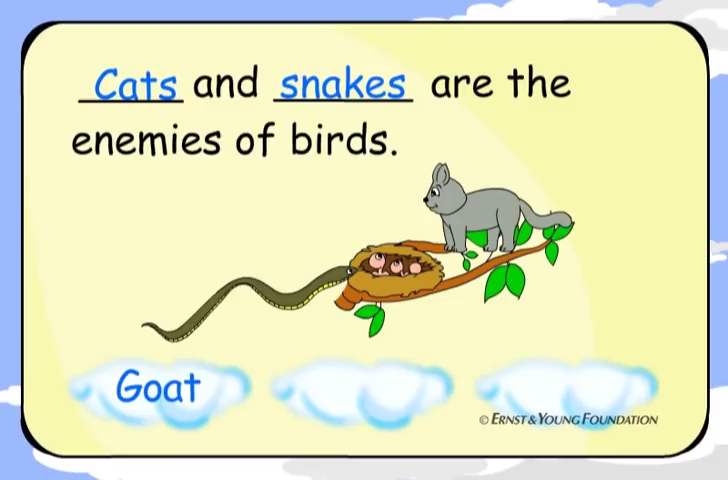 Cats and snakes are the
enemies of birds.
Goat
© ERNST & YOUNG FOUNDATION